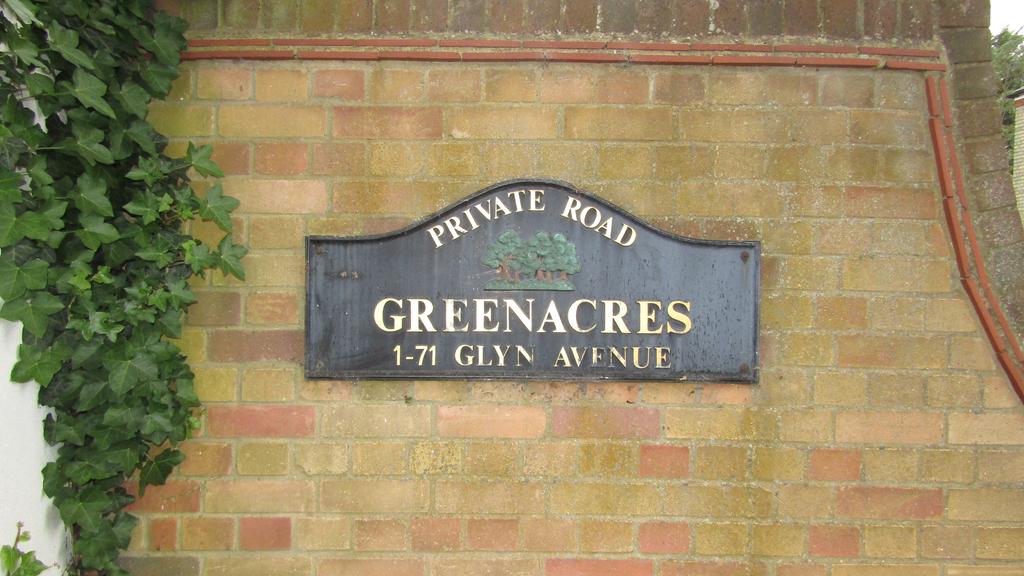 PRIVATE ROAD
GREENACRES
1-71 GLYN AVENUE